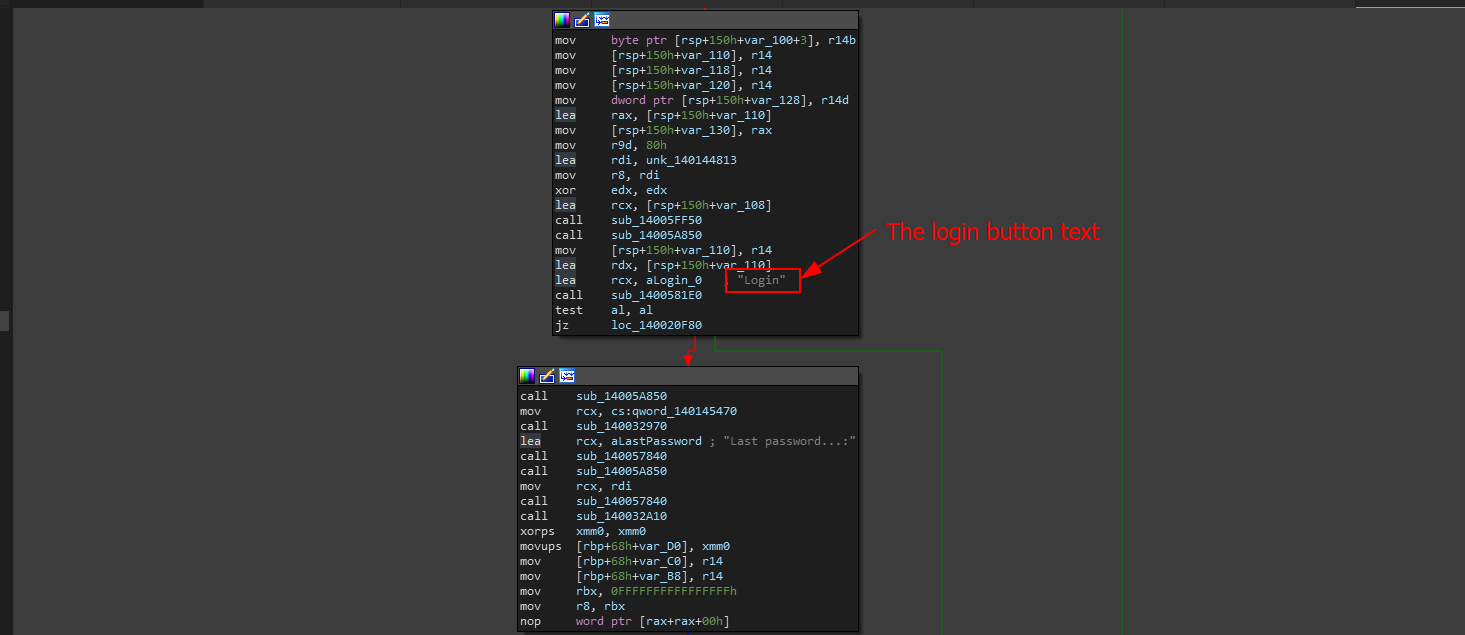 mov byte ptr [rsp+150h+var_100+3], r14b
mov [rsp+150h+var_110], r14
mov [rsp+150h+var_118], r14
mov [rsp+150h+var_120], r14
mov dword ptr [rsp+150h+var_128], r14d
lea rax, [rsp+150h+var_110]
mov [rsp+150h+var_130], rax
mov r9d, 80h
lea rdi, unk_140144813
mov r8, rdi
xor edx, edx
lea rcx, [rsp+150h+var_108]
call sub_14005FF50
call sub_14005A850
mov [rsp+150h+var_110], r14
lea rdx, [rsp+150h+var_110]
lea rcx, aLogin_0 ; "Login"
call sub_1400581E0
test al, al
jz loc_140020F80
The login button text
call sub_14005A850
mov rcx, cs:qword_140145470
call sub_140032970
lea rcx, aLastPassword ; "Last password...:"
call sub_140057840
call sub_14005A850
mov rcx, rdi
call sub_140057840
call sub_140032A10
xorps xmm0, xmm0
movups [rbp+68h+var_D0], xmm0
mov [rbp+68h+var_C0], r14
mov [rbp+68h+var_B8], r14
mov rbx, 0FFFFFFFFFFFFFFFFh
mov r8, rbx
nop word ptr [rax+rax+00h]